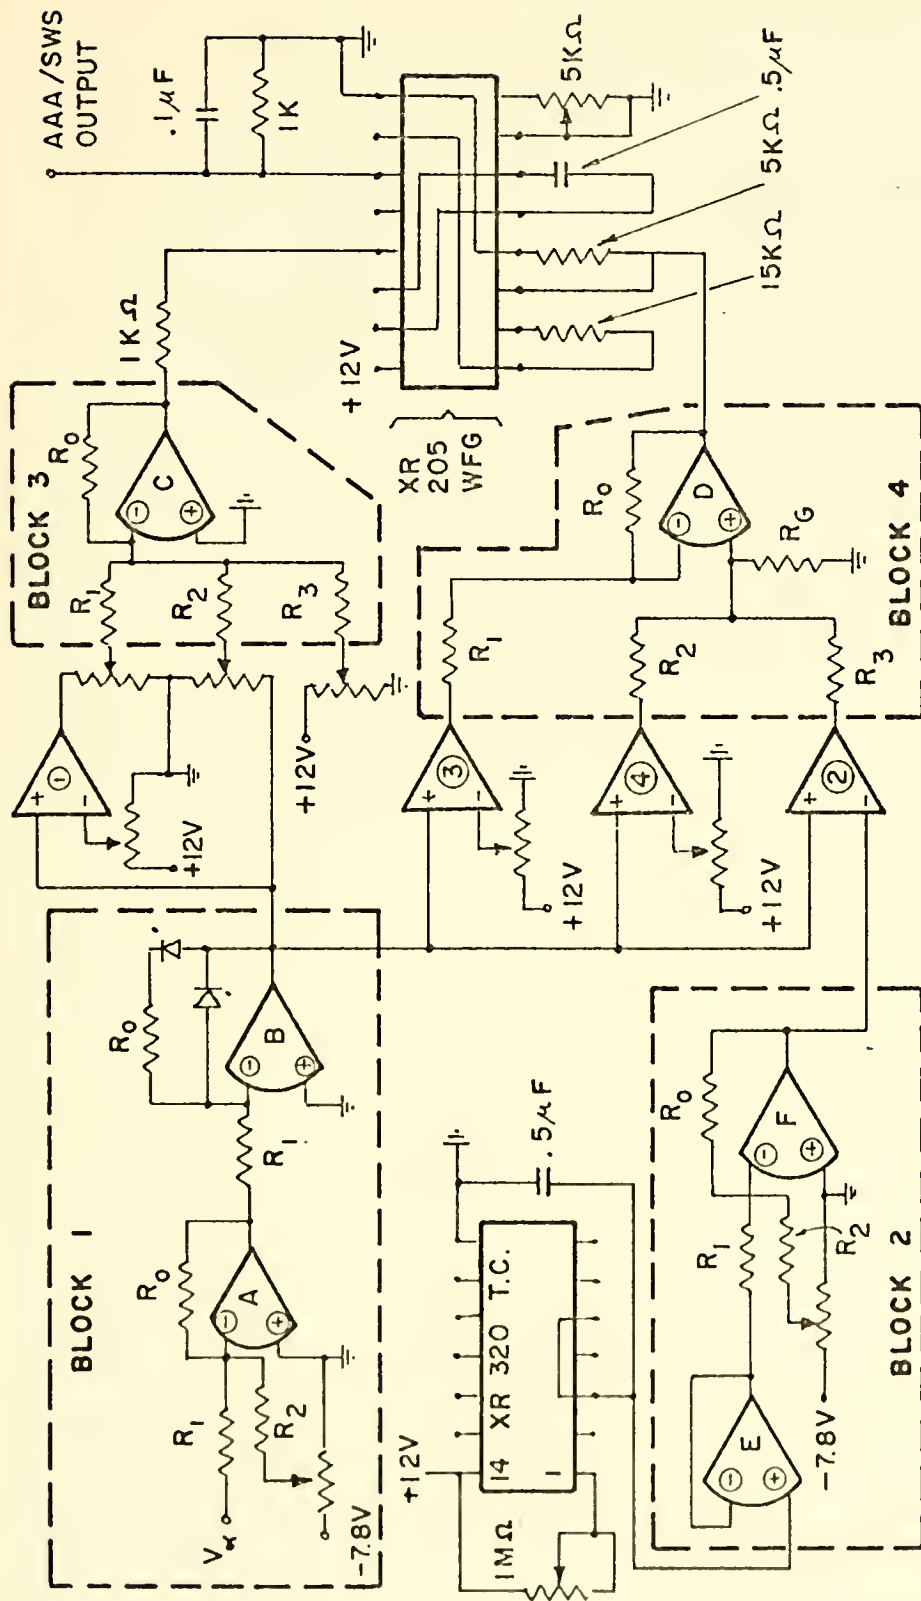 AAA/SWS
OUTPUT
.1μF
1K
1KΩ
BLOCK 3
R0
C
-
+
R1
R2
R3
+12V
+
-
1
+12V
+12V
XR
205
WFG
5KΩ
.5μF
5KΩ
15KΩ
BLOCK 1
Vα
R1
R2
-7.8V
R0
A
-
+
R1
R0
B
-
+
3
+
-
+12V
4
+
-
+12V
2
+
-
BLOCK 4
R1
R2
R3
R0
D
-
+
RG
+12V
1MΩ
14 XR 320 T.C.
1
.5μF
BLOCK 2
E
-
+
-7.8V
R1
R2
R0
F
-
+